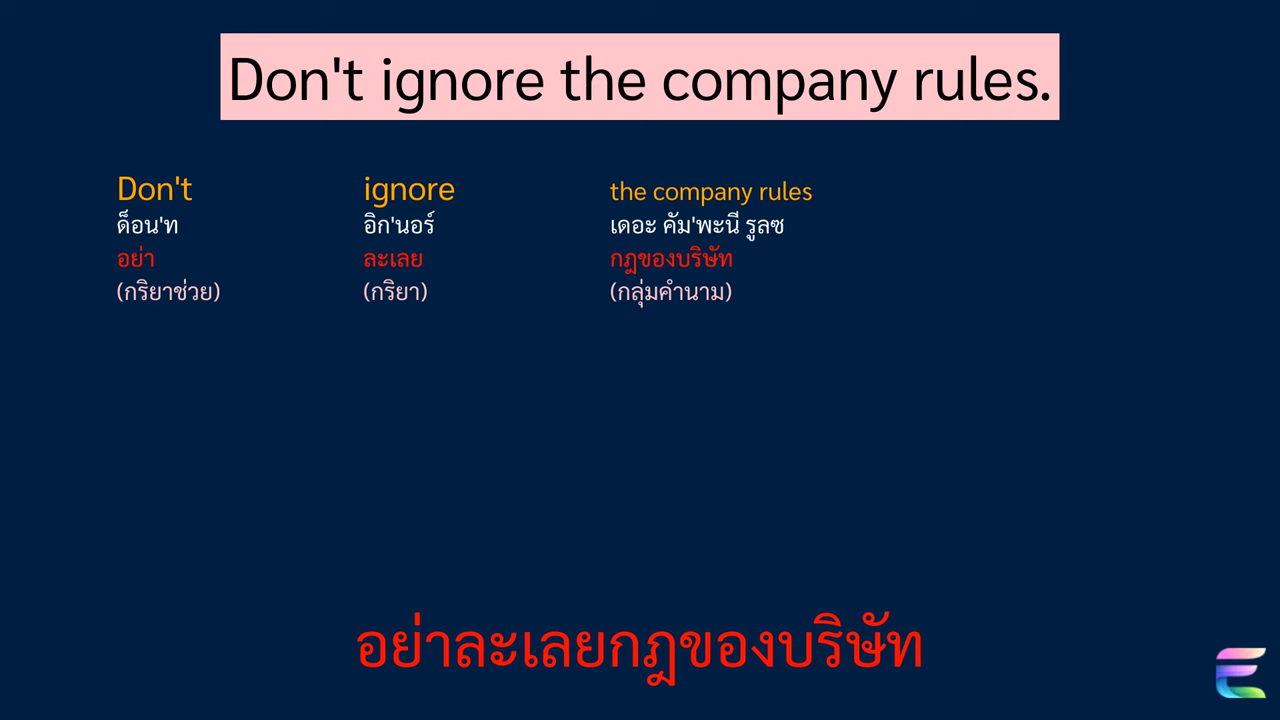 Don't ignore the company rules.
Don't ignore the company rules
ด็อน'ท อิก'นอร์ เดอะ คัม'พะนี รูลซ
อย่า ละเลย กฎของบริษัท
(กริยาช่วย) (กริยา) (กลุ่มคำนาม)
อย่าละเลยกฎของบริษัท